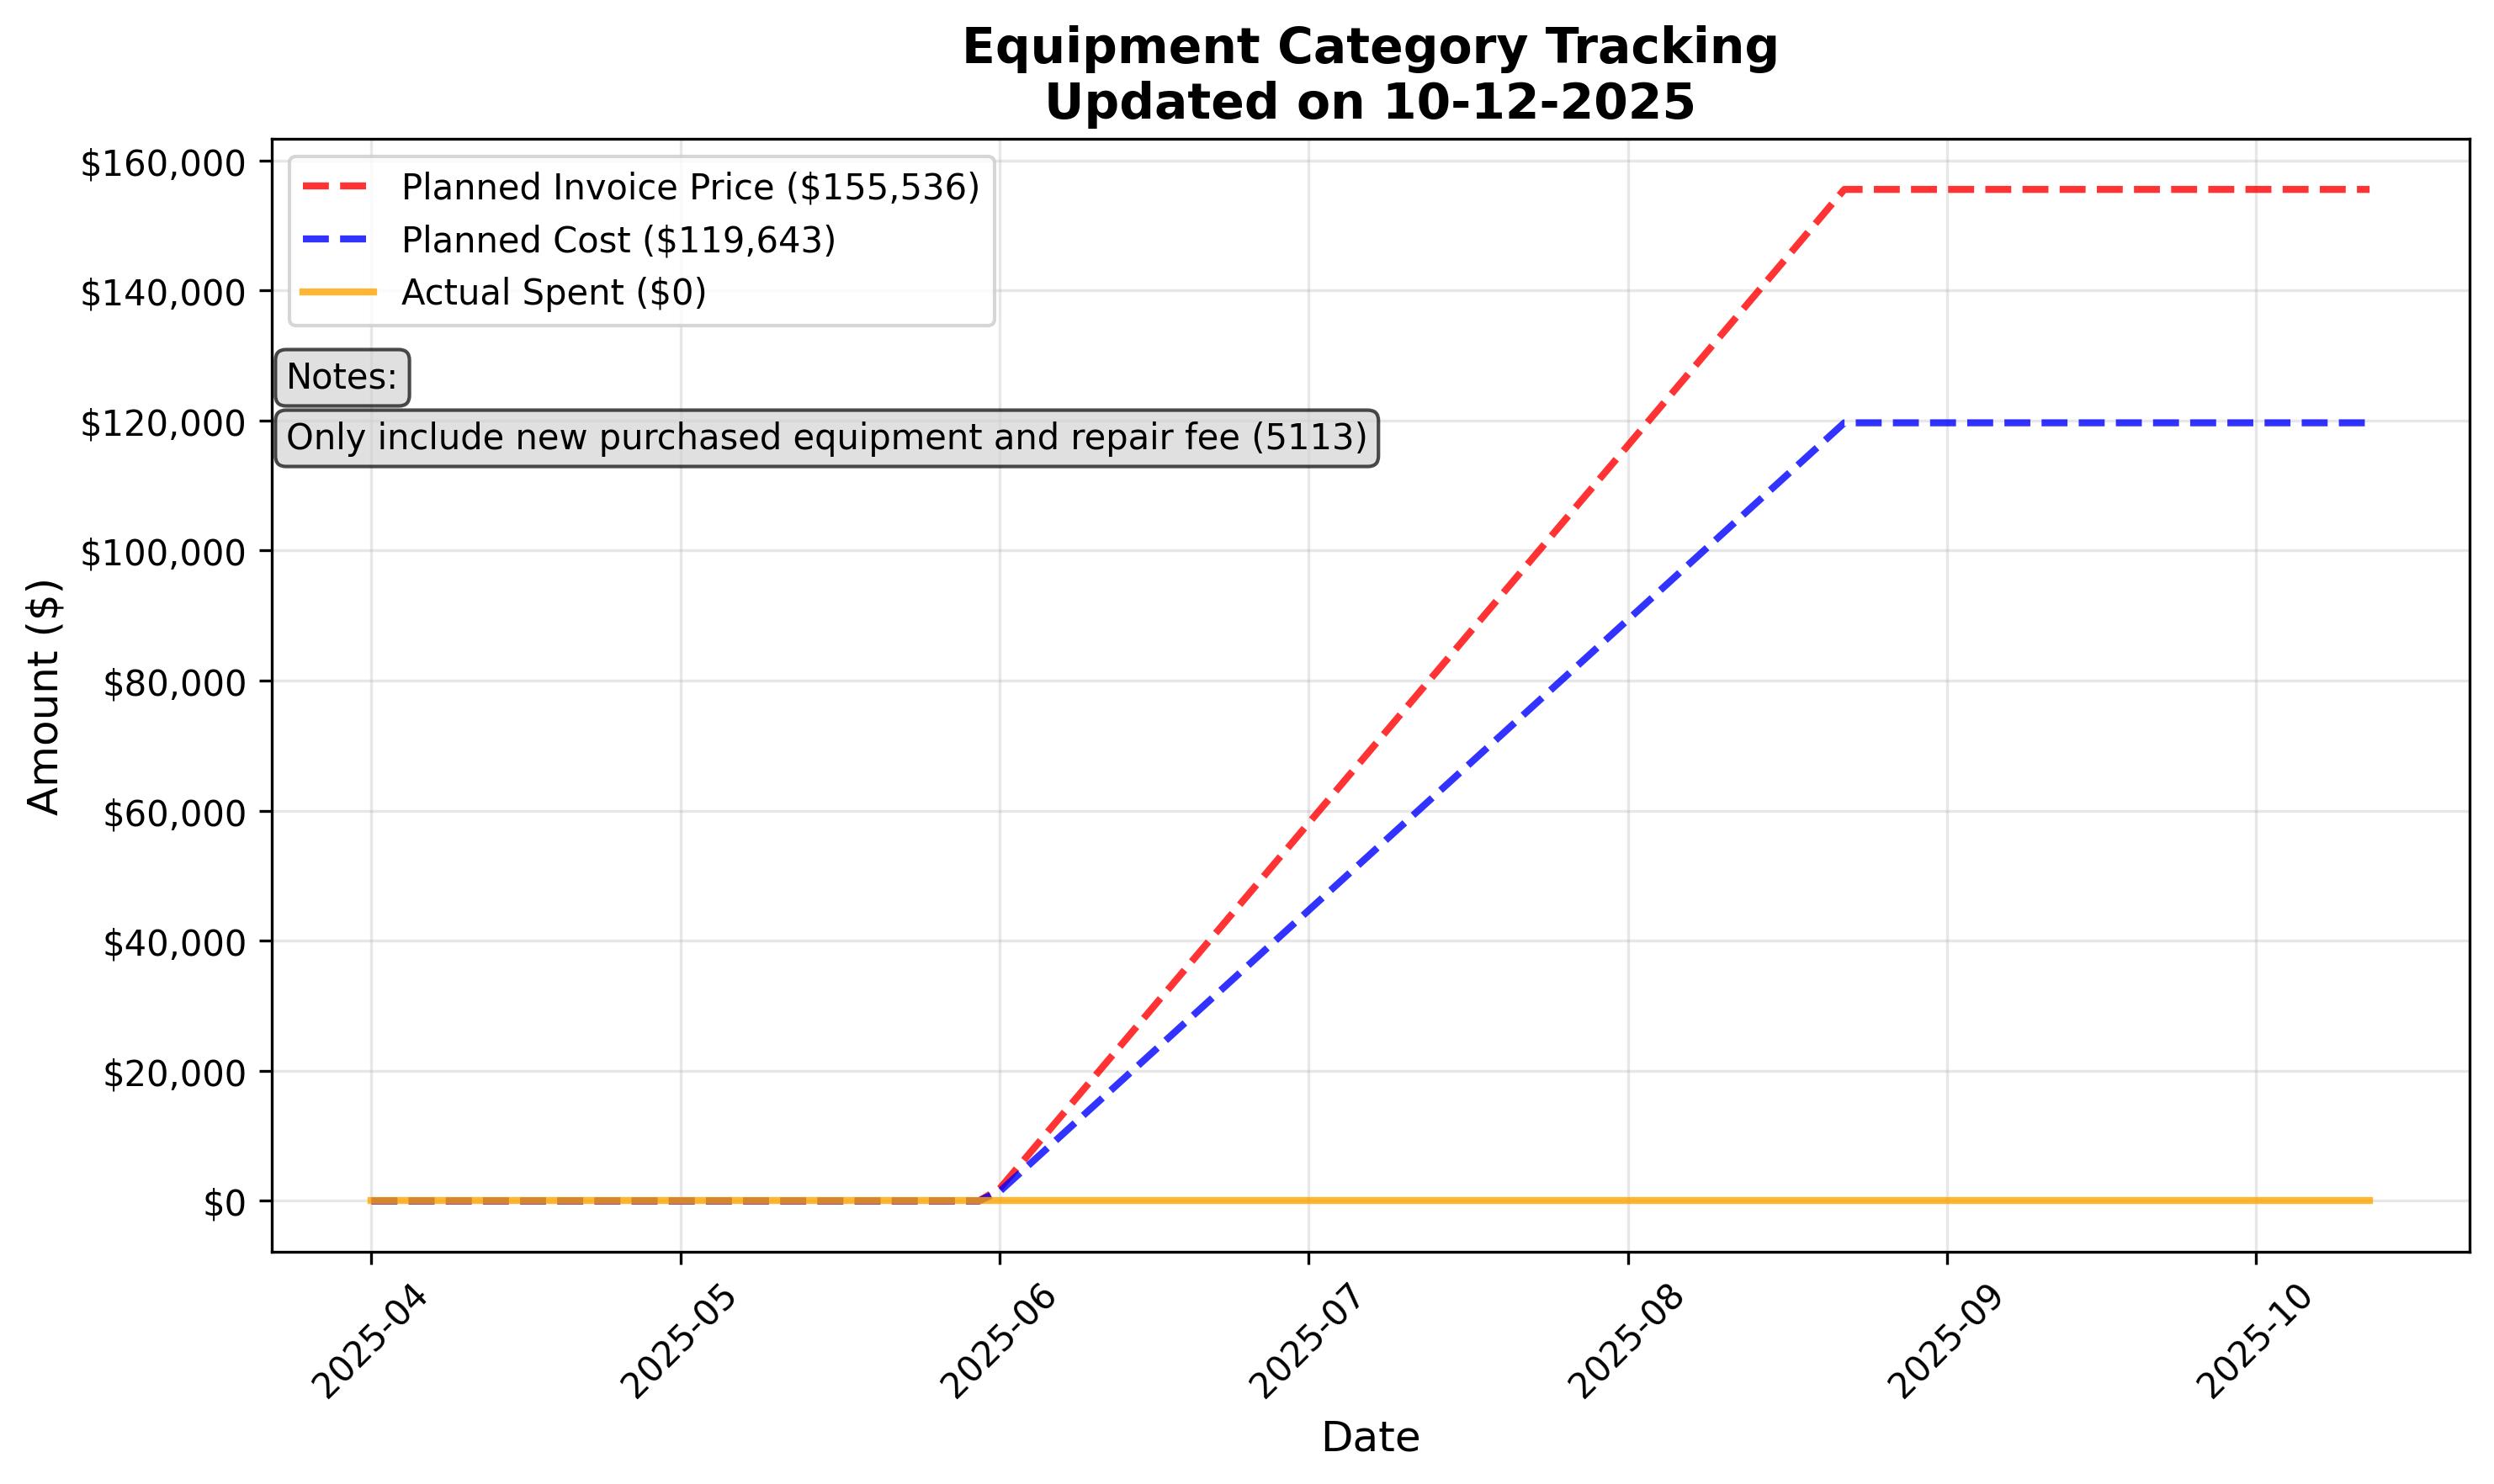 Equipment Category Tracking
Updated on 10-12-2025
$160,000
$140,000
$120,000
$100,000
$80,000
$60,000
$40,000
$20,000
$0
Amount ($)
Planned Invoice Price ($155,536)
Planned Cost ($119,643)
Actual Spent ($0)
Notes:
Only include new purchased equipment and repair fee (5113)
2025-04
2025-05
2025-06
2025-07
2025-08
2025-09
2025-10
Date